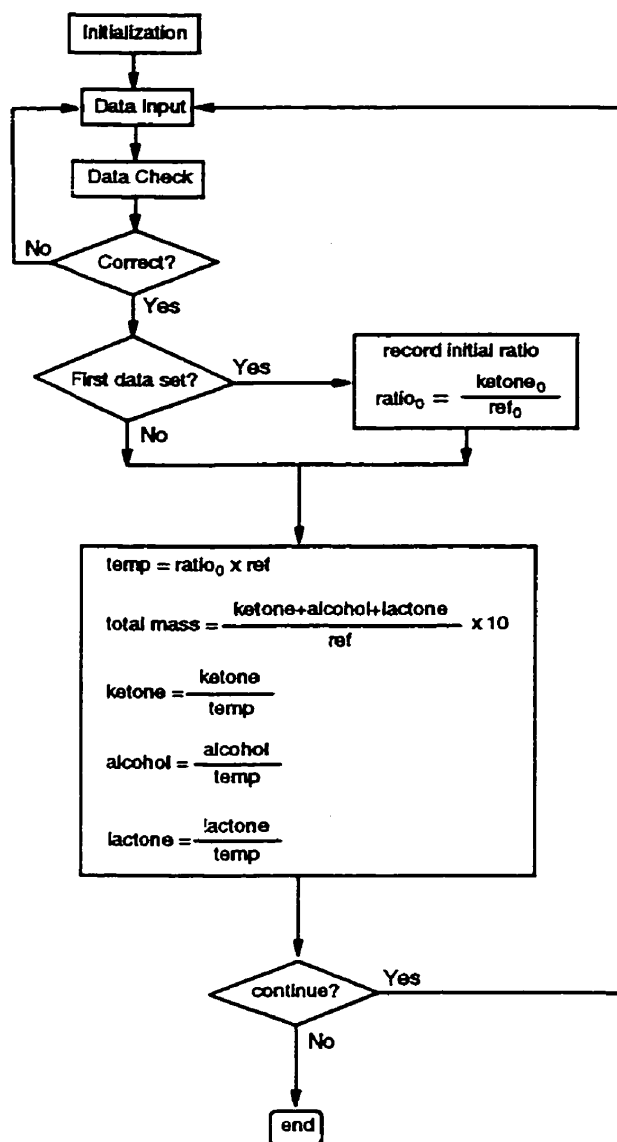 Initialization
Data Input
Data Check
No
Correct?
Yes
First data set?
Yes
record initial ratio
ratio₀ = ketone₀ / ref₀
No
temp = ratio₀ x ref
total mass = ketone+alcohol+lactone / ref x 10
ketone = ketone / temp
alcohol = alcohol / temp
lactone = lactone / temp
continue?
Yes
No
end